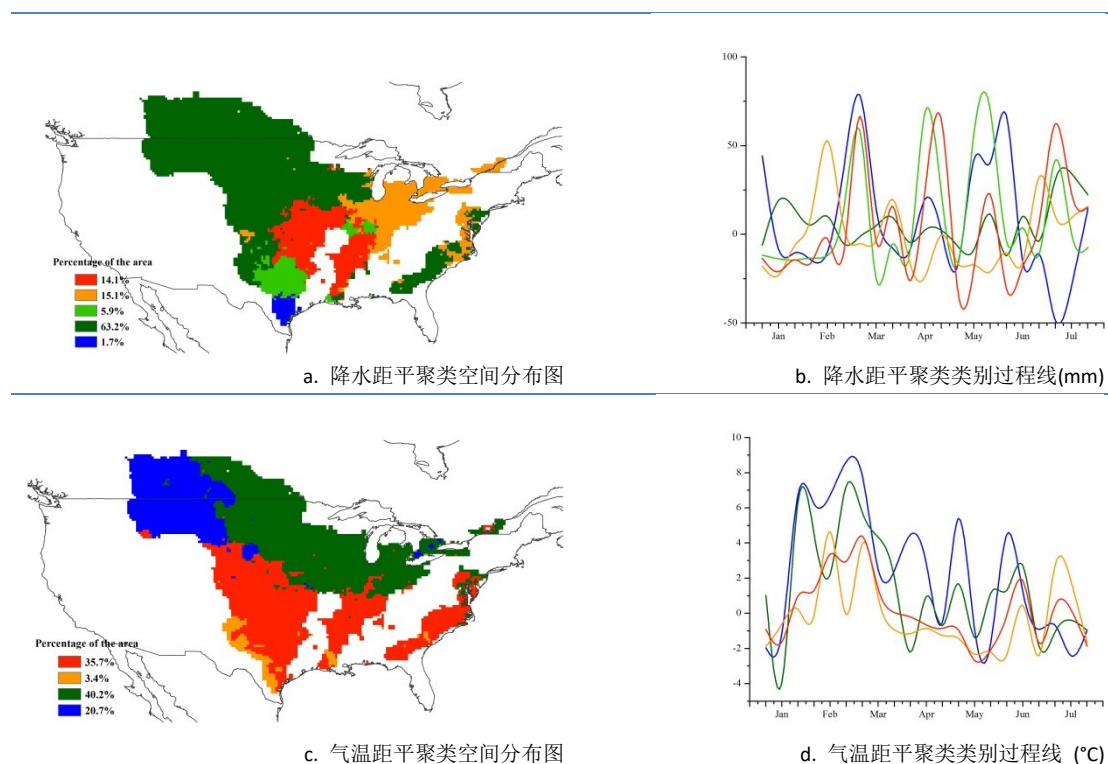 Percentage of the area
14.1%
15.1%
5.9%
63.2%
1.7%
a. 降水距平聚类空间分布图
100
50
0
-50
Jan Feb Mar Apr May Jun Jul
b. 降水距平聚类类别过程线(mm)
Percentage of the area
35.7%
3.4%
40.2%
20.7%
c. 气温距平聚类空间分布图
10
8
6
4
2
0
-2
-4
Jan Feb Mar Apr May Jun Jul
d. 气温距平聚类类别过程线 (°C)